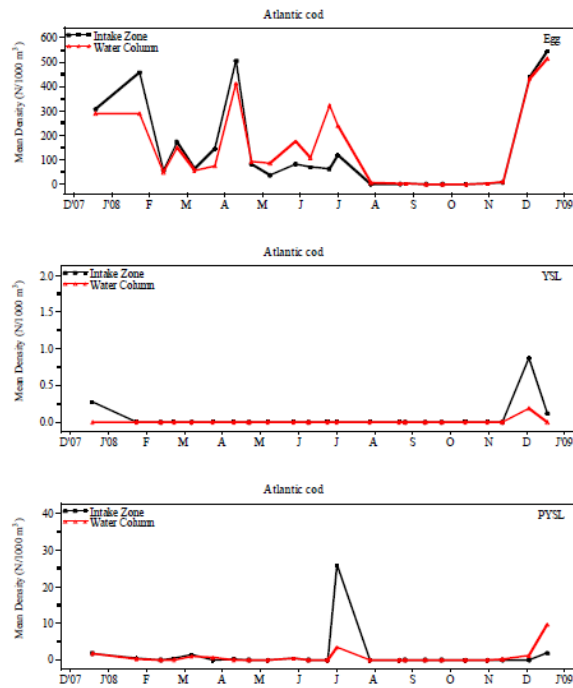 Atlantic cod
Intake Zone
Water Column
Egg
Mean Density (N/1000 m³)
600
500
400
300
200
100
0
D'07 J'08 F M A M J J A S O N D J'09
Atlantic cod
Intake Zone
Water Column
YSL
Mean Density (N/1000 m³)
2.0
1.5
1.0
0.5
0.0
D'07 J'08 F M A M J J A S O N D J'09
Atlantic cod
Intake Zone
Water Column
PYSL
Mean Density (N/1000 m³)
40
30
20
10
0
D'07 J'08 F M A M J J A S O N D J'09